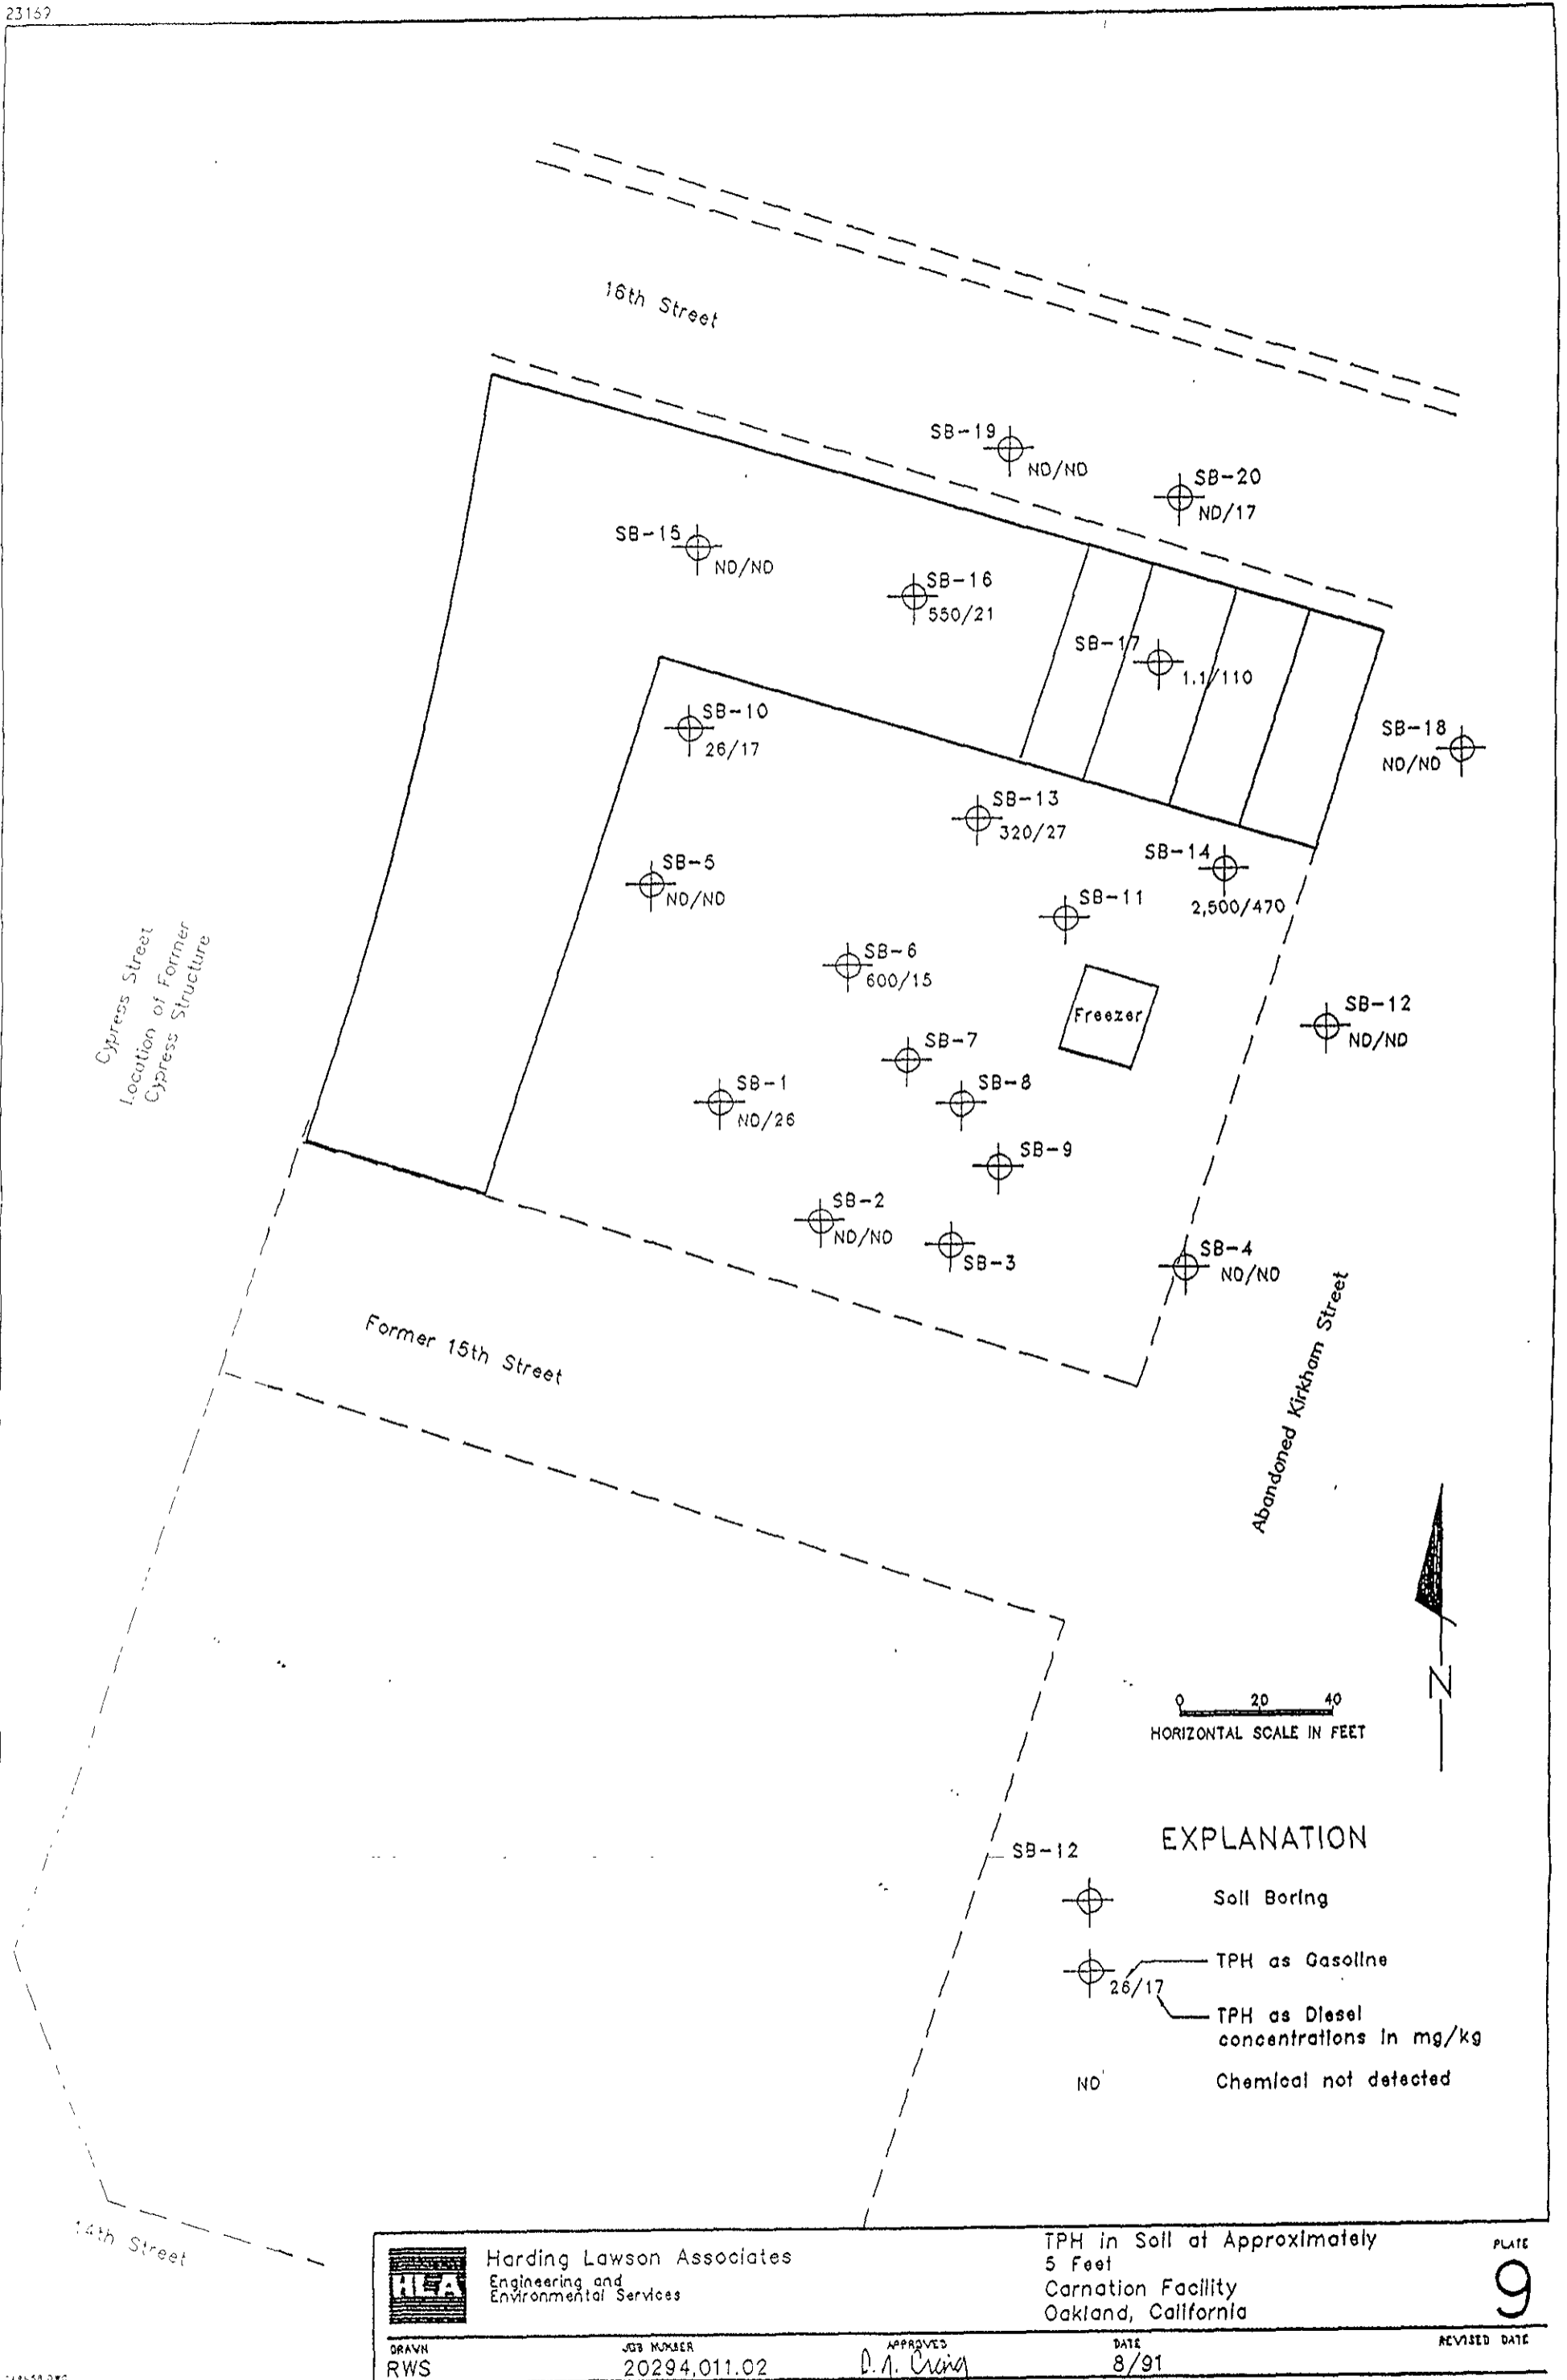 23169
16th Street
SB-19
ND/ND
SB-20
ND/17
SB-15
ND/ND
SB-16
550/21
SB-17
1.1/110
SB-10
26/17
SB-18
ND/ND
SB-13
320/27
SB-14
2,500/470
SB-5
ND/ND
SB-11
SB-6
600/15
Freezer
SB-12
ND/ND
Cypress Street
Location of Former
Cypress Structure
SB-7
SB-1
ND/26
SB-8
SB-9
SB-2
ND/ND
SB-3
SB-4
ND/ND
Former 15th Street
Abandoned Kirkham Street
N
0 20 40
HORIZONTAL SCALE IN FEET
EXPLANATION
SB-12
Soil Boring
TPH as Gasoline
26/17
TPH as Diesel
concentrations in mg/kg
ND
Chemical not detected
14th Street
HLA
Harding Lawson Associates
Engineering and
Environmental Services
TPH in Soil at Approximately
5 Feet
Carnation Facility
Oakland, California
PLATE
9
DRAWN
RWS
JOB NUMBER
20294,011.02
APPROVED
DATE
8/91
REVISED DATE